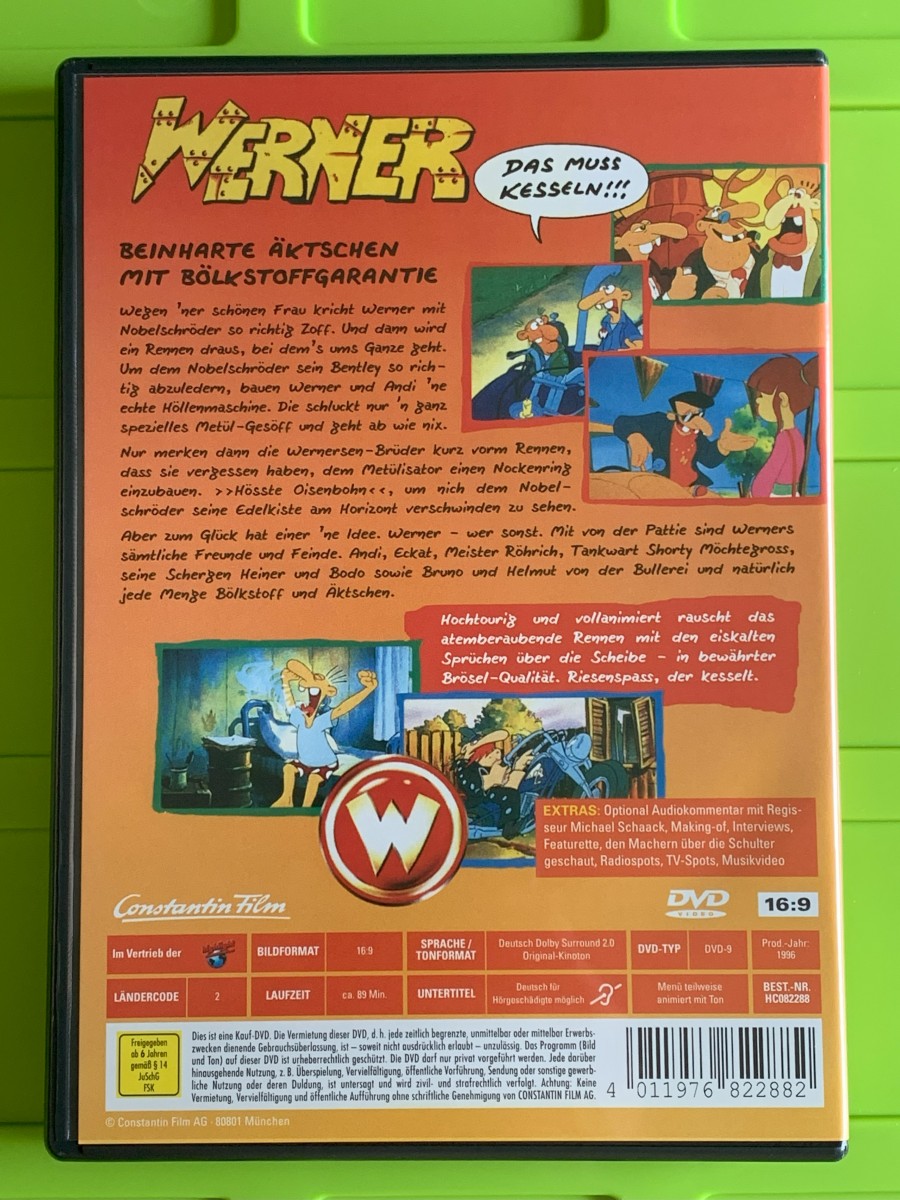 WERNER
DAS MUSS
KESSELN!!!
BEINHARTE ÄKTSCHEN
MIT BÖLKSTOFFGARANTIE
Wegen 'ner schönen Frau kricht Werner mit
Nobelschröder so richtig Zoff. Und dann wird
ein Rennen draus, bei dem's ums Ganze geht.
Um dem Nobelschröder sein Bentley so rich-
tig abzuledern, bauen Werner und Andi 'ne
echte Höllenmaschine. Die schluckt nur 'n ganz
spezielles Metül-Gesöff und geht ab wie nix.
Nur merken dann die Wernersen-Brüder kurz vorm Rennen,
dass sie vergessen haben, dem Metülisator einen Nockenring
einzubauen. >>Hösste Oisenbohn<<, um nich dem Nobel-
schröder seine Edelkiste am Horizont verschwinden zu sehen.
Aber zum Glück hat einer 'ne Idee. Werner – wer sonst. Mit von der Pattie sind Werners
sämtliche Freunde und Feinde. Andi, Eckat, Meister Röhrich, Tankwart Shorty Möchtegross,
seine Schergen Heiner und Bodo sowie Bruno und Helmut von der Bullerei und natürlich
jede Menge Bölkstoff und Äktschen.
Hochtourig und vollanimiert rauscht das
atemberaubende Rennen mit den eiskalten
Sprüchen über die Scheibe – in bewährter
Brösel-Qualität. Riesenspass, der kesselt.
W
EXTRAS: Optional Audiokommentar mit Regis-
seur Michael Schaack, Making-of, Interviews,
Featurette, den Machern über die Schulter
geschaut, Radiospots, TV-Spots, Musikvideo
Constantin Film
DVD
VIDEO
16:9
Im Vertrieb der
BILDFORMAT
16:9
SPRACHE /
TONFORMAT
Deutsch Dolby Surround 2.0
Original-Kinoton
DVD-TYP
DVD-9
Prod.-Jahr:
1996
LÄNDERCODE
2
LAUFZEIT
ca. 89 Min.
UNTERTITEL
Deutsch für
Hörgeschädigte möglich
Menü teilweise
animiert mit Ton
BEST.-NR.
HC082288
Freigegeben
ab 6 Jahren
gemäß § 14
JuSchG
FSK
Dies ist eine Kauf-DVD. Die Vermietung dieser DVD, d. h. jede zeitlich begrenzte, unmittelbar oder mittelbar Erwerbs-
zwecken dienende Gebrauchsüberlassung, ist – soweit nicht ausdrücklich erlaubt – unzulässig. Das Programm (Bild
und Ton) auf dieser DVD ist urheberrechtlich geschützt. Die DVD darf nur privat vorgeführt werden. Jede darüber
hinausgehende Nutzung, z. B. Überspielung, Vervielfältigung, öffentliche Vorführung, Sendung oder sonstige gewerb-
liche Nutzung oder deren Duldung, ist untersagt und wird zivil- und strafrechtlich verfolgt. Achtung: Keine
Vermietung, Vervielfältigung und öffentliche Aufführung ohne schriftliche Genehmigung von CONSTANTIN FILM AG.
4 011976 822882
© Constantin Film AG · 80801 München